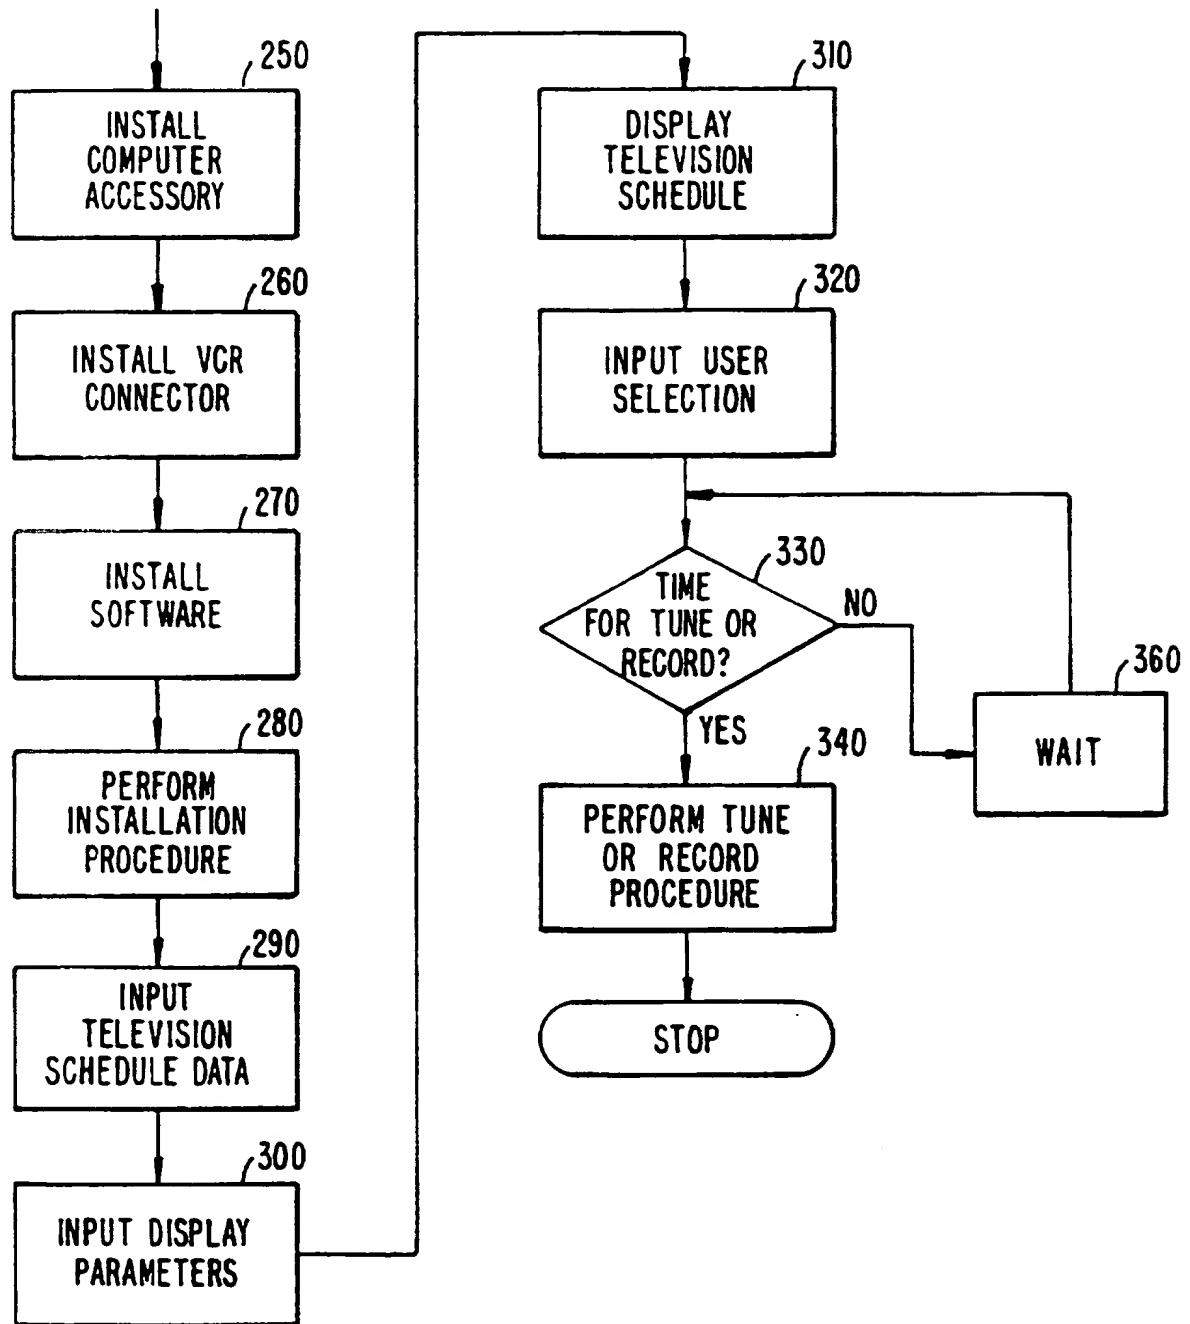 250
INSTALL
COMPUTER
ACCESSORY
260
INSTALL VCR
CONNECTOR
270
INSTALL
SOFTWARE
280
PERFORM
INSTALLATION
PROCEDURE
290
INPUT
TELEVISION
SCHEDULE DATA
300
INPUT DISPLAY
PARAMETERS
310
DISPLAY
TELEVISION
SCHEDULE
320
INPUT USER
SELECTION
330
TIME
FOR TUNE OR
RECORD?
NO
YES
360
WAIT
340
PERFORM TUNE
OR RECORD
PROCEDURE
STOP